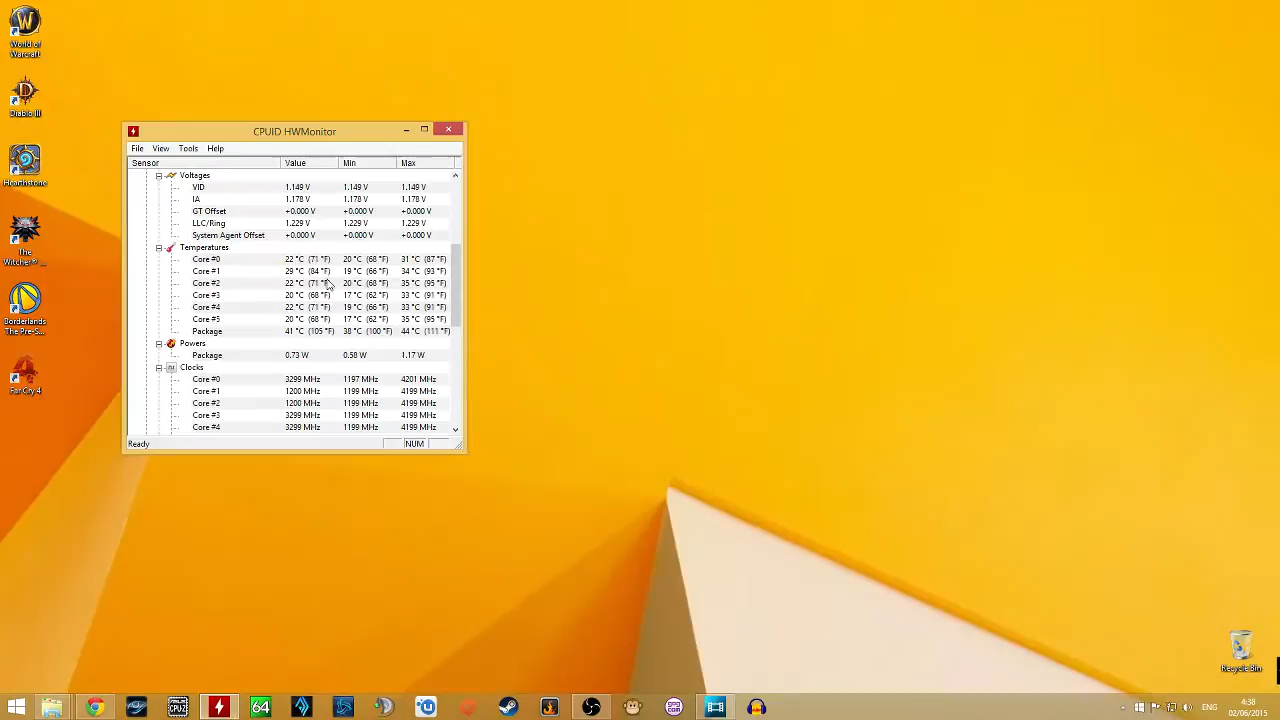 World of
Warcraft
Diablo III
Hearthstone
The
Witcher™...
Borderlands
The Pre-S...
Far Cry 4
CPUID HWMonitor
File View Tools Help
Sensor Value Min Max
Voltages
VID 1.149 V 1.149 V 1.149 V
IA 1.178 V 1.178 V 1.178 V
GT Offset +0.000 V +0.000 V +0.000 V
LLC/Ring 1.229 V 1.229 V 1.229 V
System Agent Offset +0.000 V +0.000 V +0.000 V
Temperatures
Core #0 22 °C (71 °F) 20 °C (68 °F) 31 °C (87 °F)
Core #1 29 °C (84 °F) 19 °C (66 °F) 34 °C (93 °F)
Core #2 22 °C (71 °F) 20 °C (68 °F) 35 °C (95 °F)
Core #3 20 °C (68 °F) 17 °C (62 °F) 33 °C (91 °F)
Core #4 22 °C (71 °F) 19 °C (66 °F) 33 °C (91 °F)
Core #5 20 °C (68 °F) 17 °C (62 °F) 35 °C (95 °F)
Package 41 °C (105 °F) 38 °C (100 °F) 44 °C (111 °F)
Powers
Package 0.73 W 0.58 W 1.17 W
Clocks
Core #0 3299 MHz 1197 MHz 4201 MHz
Core #1 1200 MHz 1199 MHz 4199 MHz
Core #2 1200 MHz 1199 MHz 4199 MHz
Core #3 3299 MHz 1199 MHz 4199 MHz
Core #4 3299 MHz 1199 MHz 4199 MHz
Ready NUM
Recycle Bin
CPUZ
64
gog.com
ENG
4:38
02/06/2015